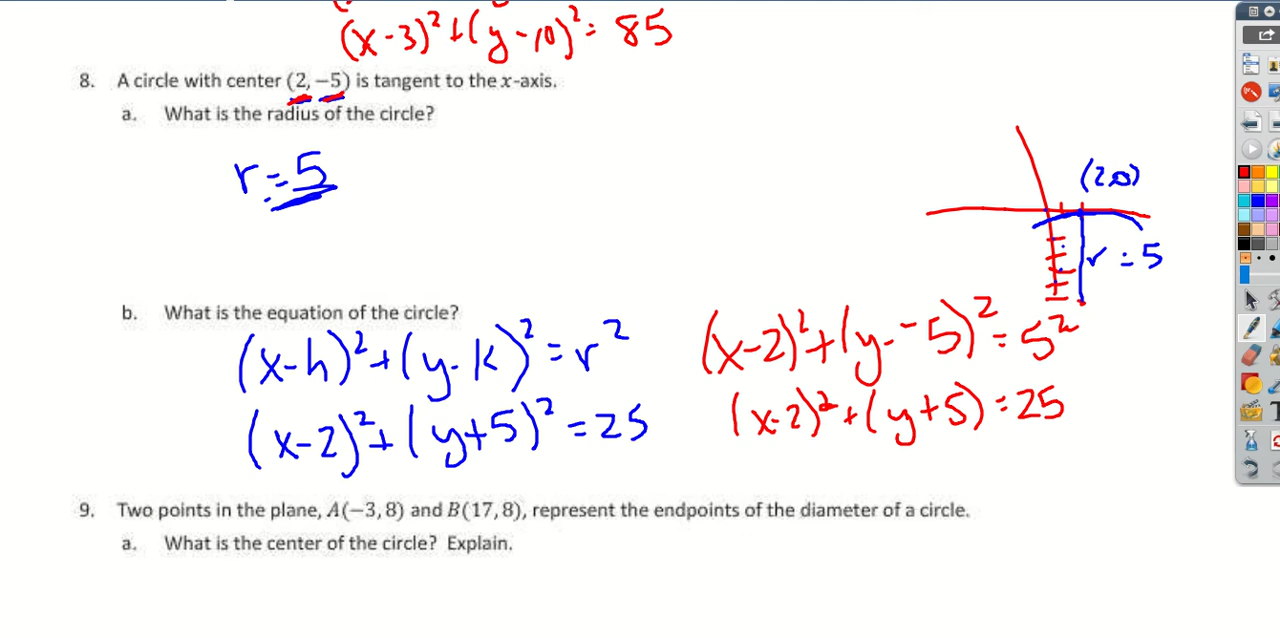 (x-3)²+(y-10)²= 85
8. A circle with center (2, −5) is tangent to the x-axis.
a. What is the radius of the circle?
r=5
(2,0)
r=5
b. What is the equation of the circle?
(x-h)²+(y-k)²=r²
(x-2)²+(y-⁻5)²=5²
(x-2)²+(y+5)²=25
(x-2)²+(y+5)=25
9. Two points in the plane, A(−3,8) and B(17,8), represent the endpoints of the diameter of a circle.
a. What is the center of the circle? Explain.